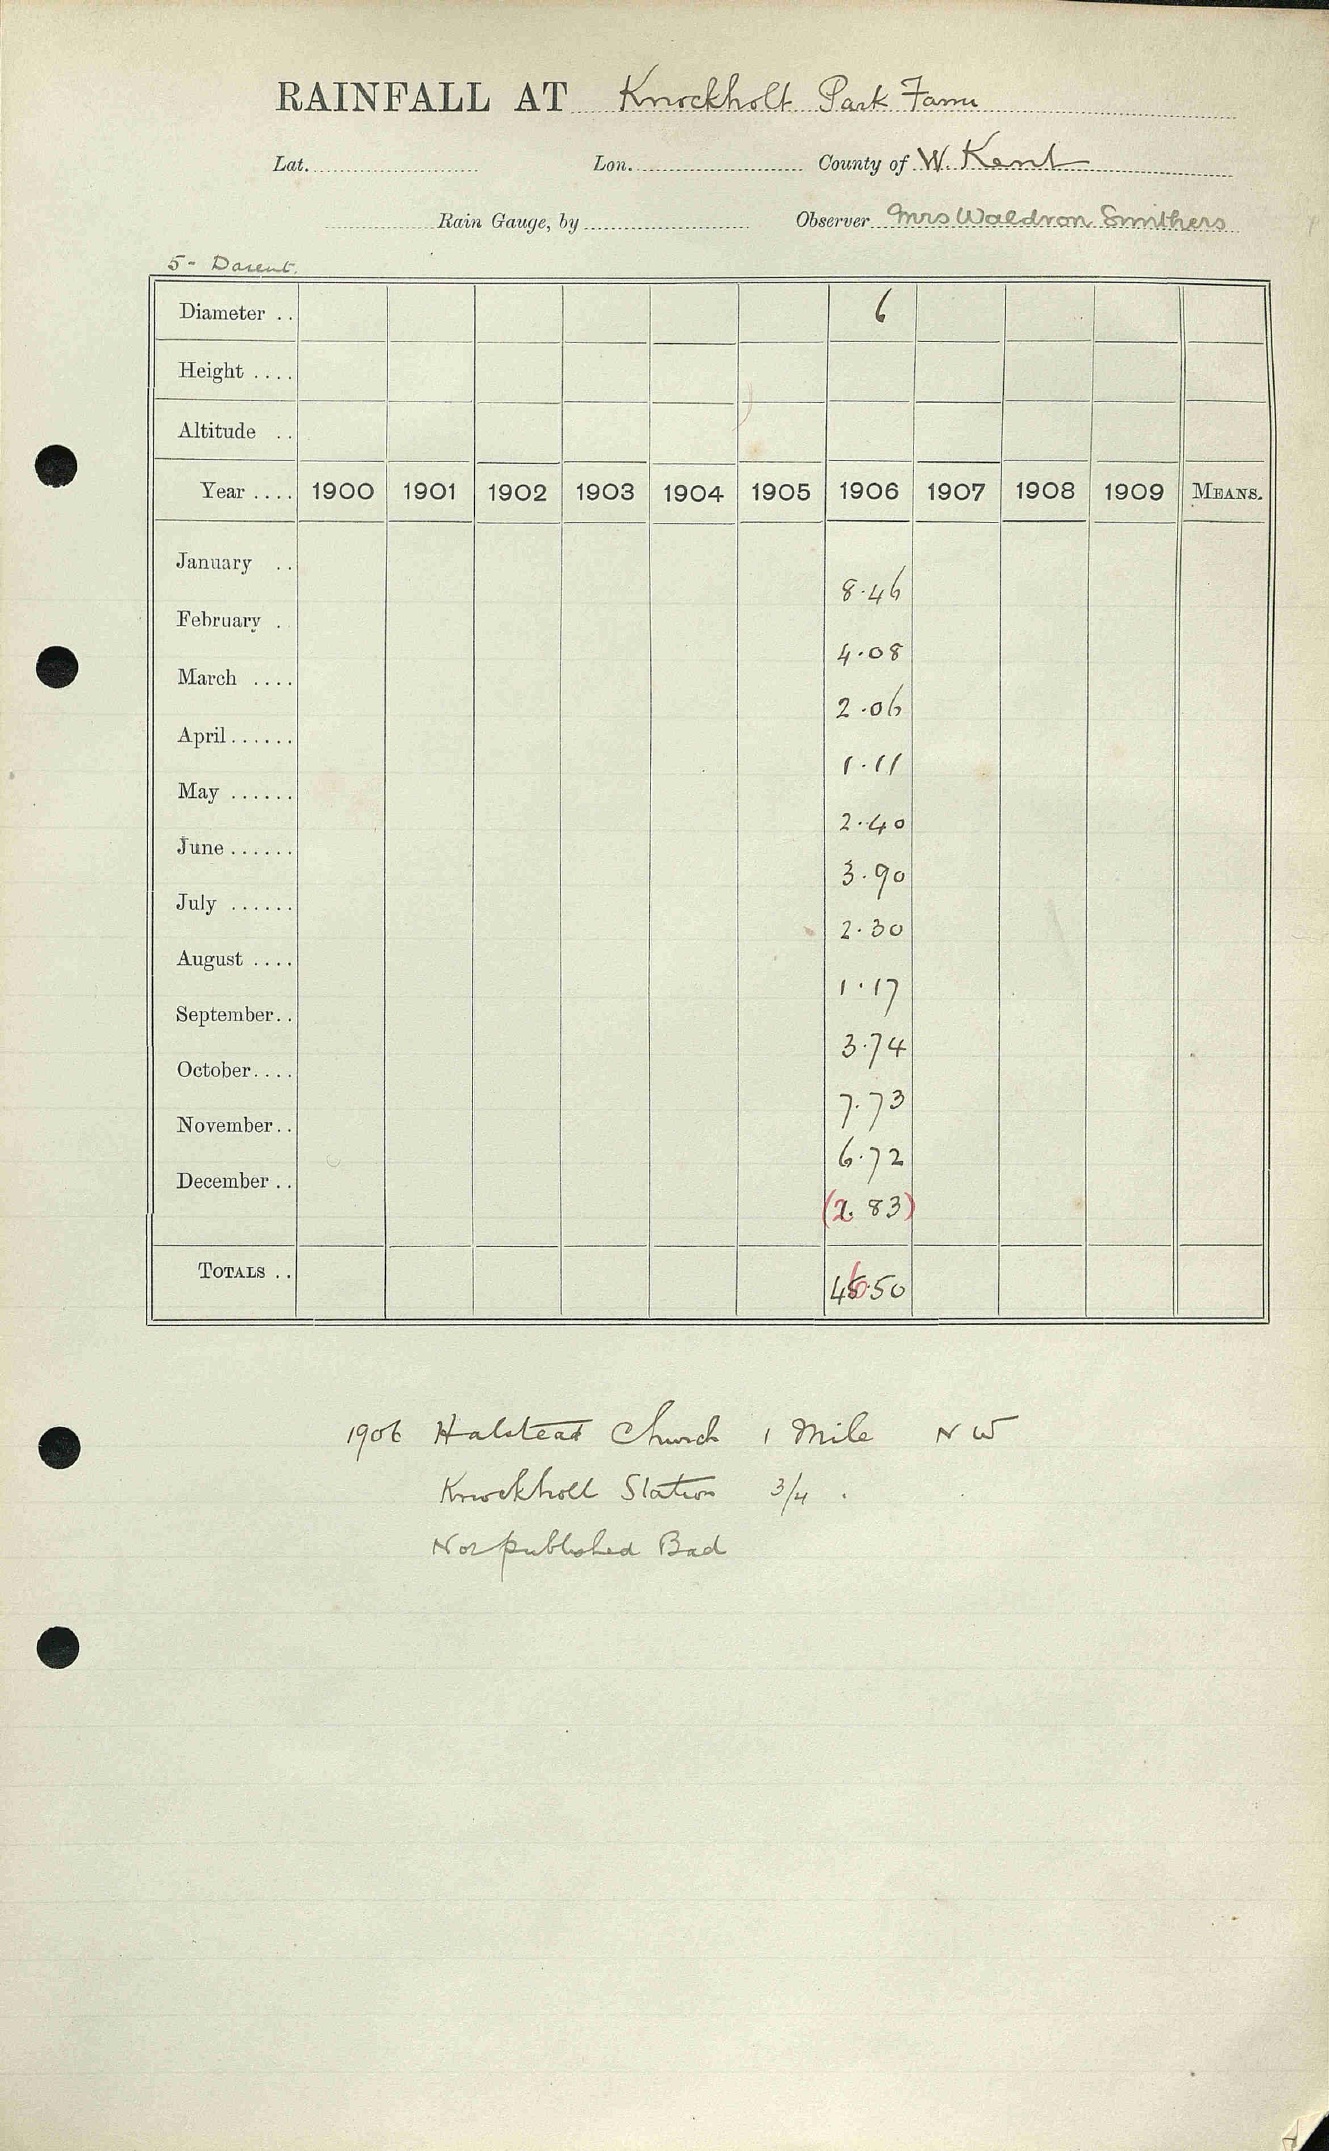 RAINFALL AT Knockholt Park Farm
Lat. Lon. County of W. Kent
Rain Gauge, by Observer Mrs Waldron Smithers
5 - Darent.
Diameter .. 6
Height ....
Altitude ..
Year .... 1900 1901 1902 1903 1904 1905 1906 1907 1908 1909 MEANS.
January .. 8.46
February . 4.08
March .... 2.06
April ...... 1.11
May ...... 2.40
June ...... 3.90
July ...... 2.30
August .... 1.17
September .. 3.74
October .... 7.73
November .. 6.72
December .. (2.83)
TOTALS .. 46.50
1906 Halstead Church 1 Mile NW
Knockholt Station 3/4 .
Not published Bad